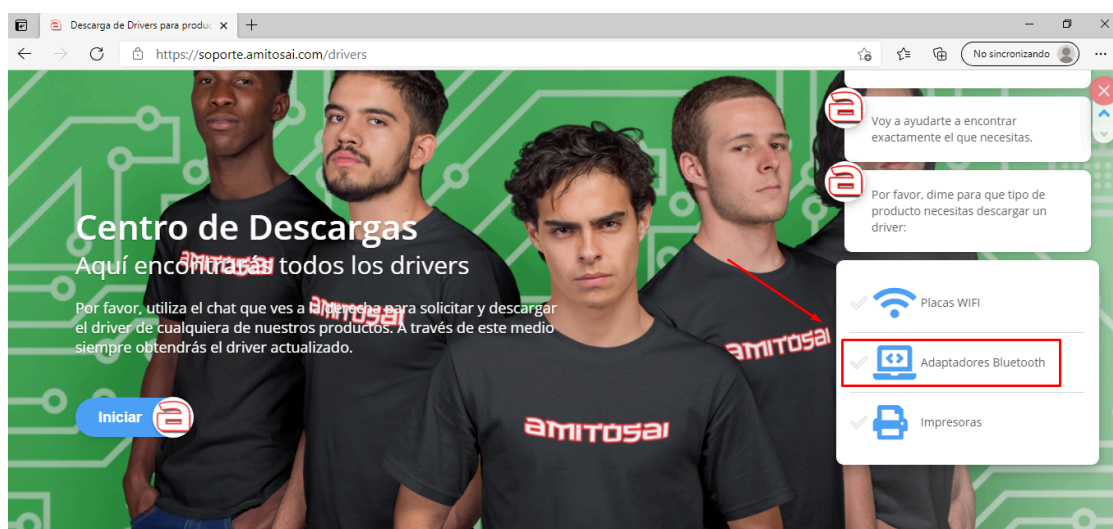 Descarga de Drivers para produc
https://soporte.amitosai.com/drivers
No sincronizando
Voy a ayudarte a encontrar
exactamente el que necesitas.
Por favor, dime para que tipo de
producto necesitas descargar un
driver:
Centro de Descargas
Aquí encontrarás todos los drivers
Por favor, utiliza el chat que ves a la derecha para solicitar y descargar
el driver de cualquiera de nuestros productos. A través de este medio
siempre obtendrás el driver actualizado.
Iniciar
amitosai
amitosai
amitosai
amitosai
Placas WIFI
Adaptadores Bluetooth
Impresoras